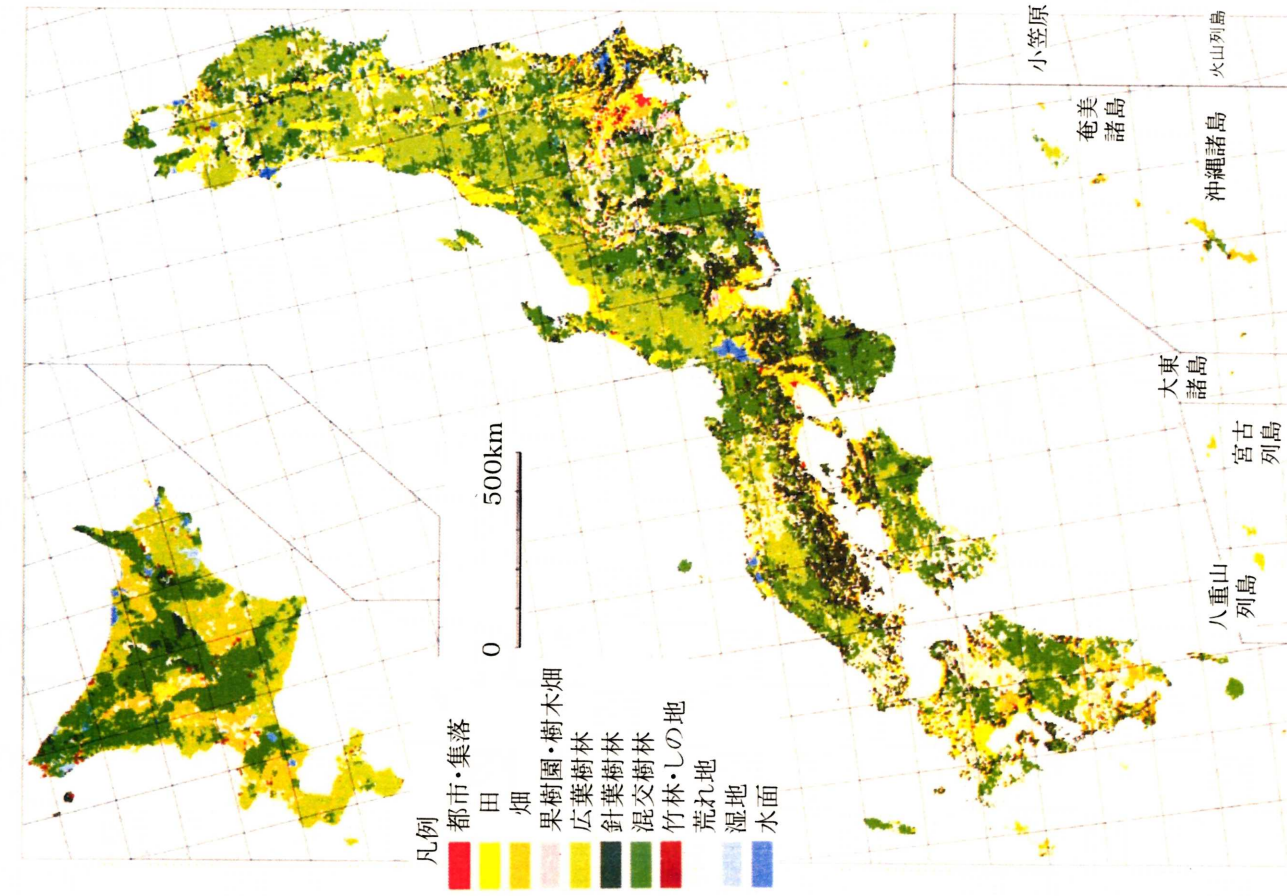 凡例
都市・集落
田
畑
果樹園・樹木畑
広葉樹林
針葉樹林
混交樹林
竹林・しの地
荒れ地
湿地
水面
0 500km
八重山
列島
宮古
列島
大東
諸島
沖縄諸島
奄美
諸島
小笠原
火山列島